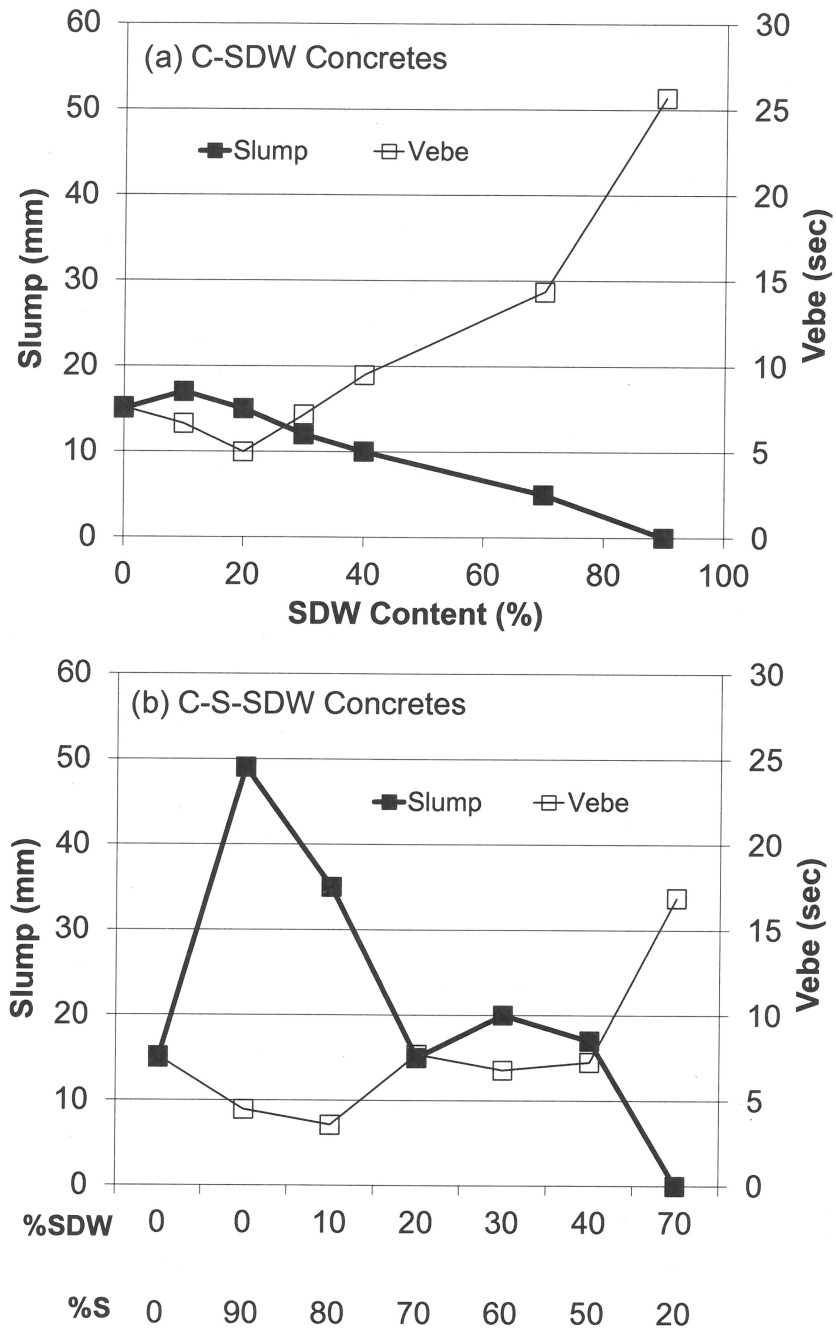 (a) C-SDW Concretes
Slump Vebe
Slump (mm)
60
50
40
30
20
10
0
Vebe (sec)
30
25
20
15
10
5
0
0 20 40 60 80 100
SDW Content (%)
(b) C-S-SDW Concretes
Slump Vebe
Slump (mm)
60
50
40
30
20
10
0
Vebe (sec)
30
25
20
15
10
5
0
%SDW 0 0 10 20 30 40 70
%S 0 90 80 70 60 50 20